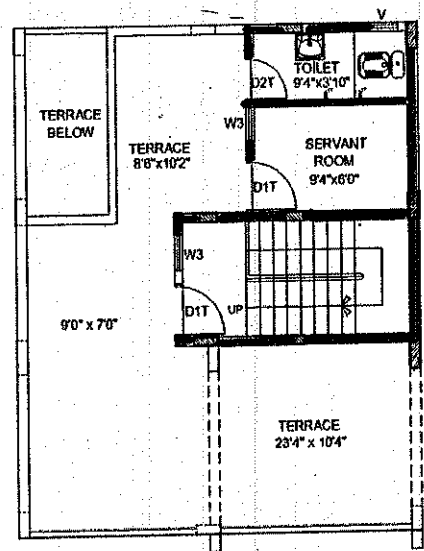 V
TOILET
9'4"x3'10"
D2T
TERRACE
BELOW
TERRACE
8'6"x10'2"
W3
SERVANT
ROOM
9'4"x6'0"
D1T
W3
D1T
UP
9'0" x 7'0"
TERRACE
23'4" x 10'4"